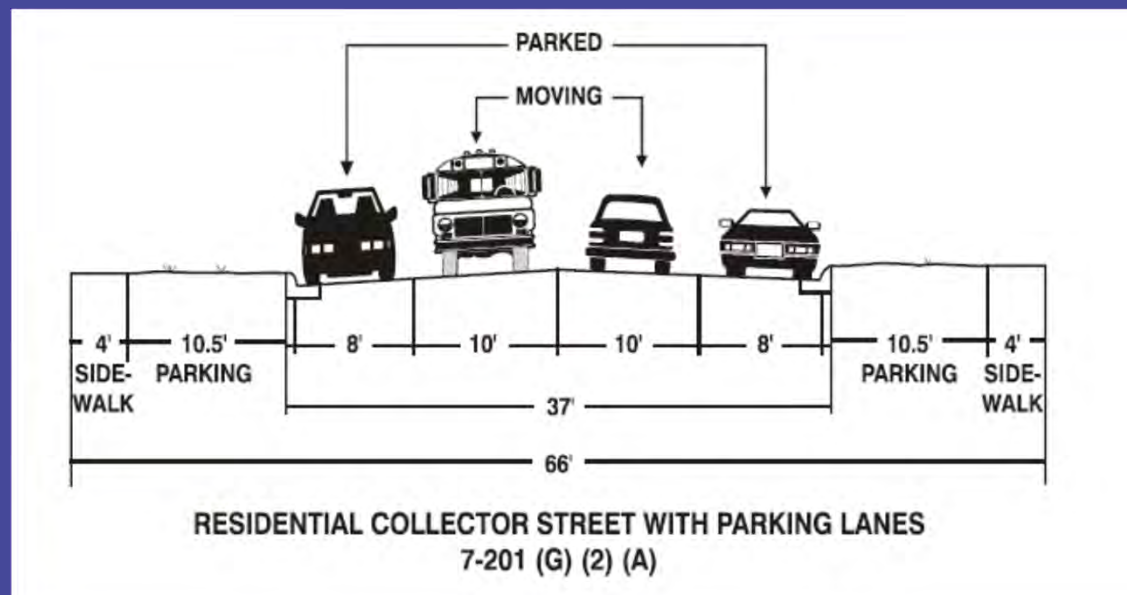 PARKED
MOVING
4' 10.5' 8' 10' 10' 8' 10.5' 4'
SIDE- PARKING PARKING SIDE-
WALK WALK
37'
66'
RESIDENTIAL COLLECTOR STREET WITH PARKING LANES
7-201 (G) (2) (A)